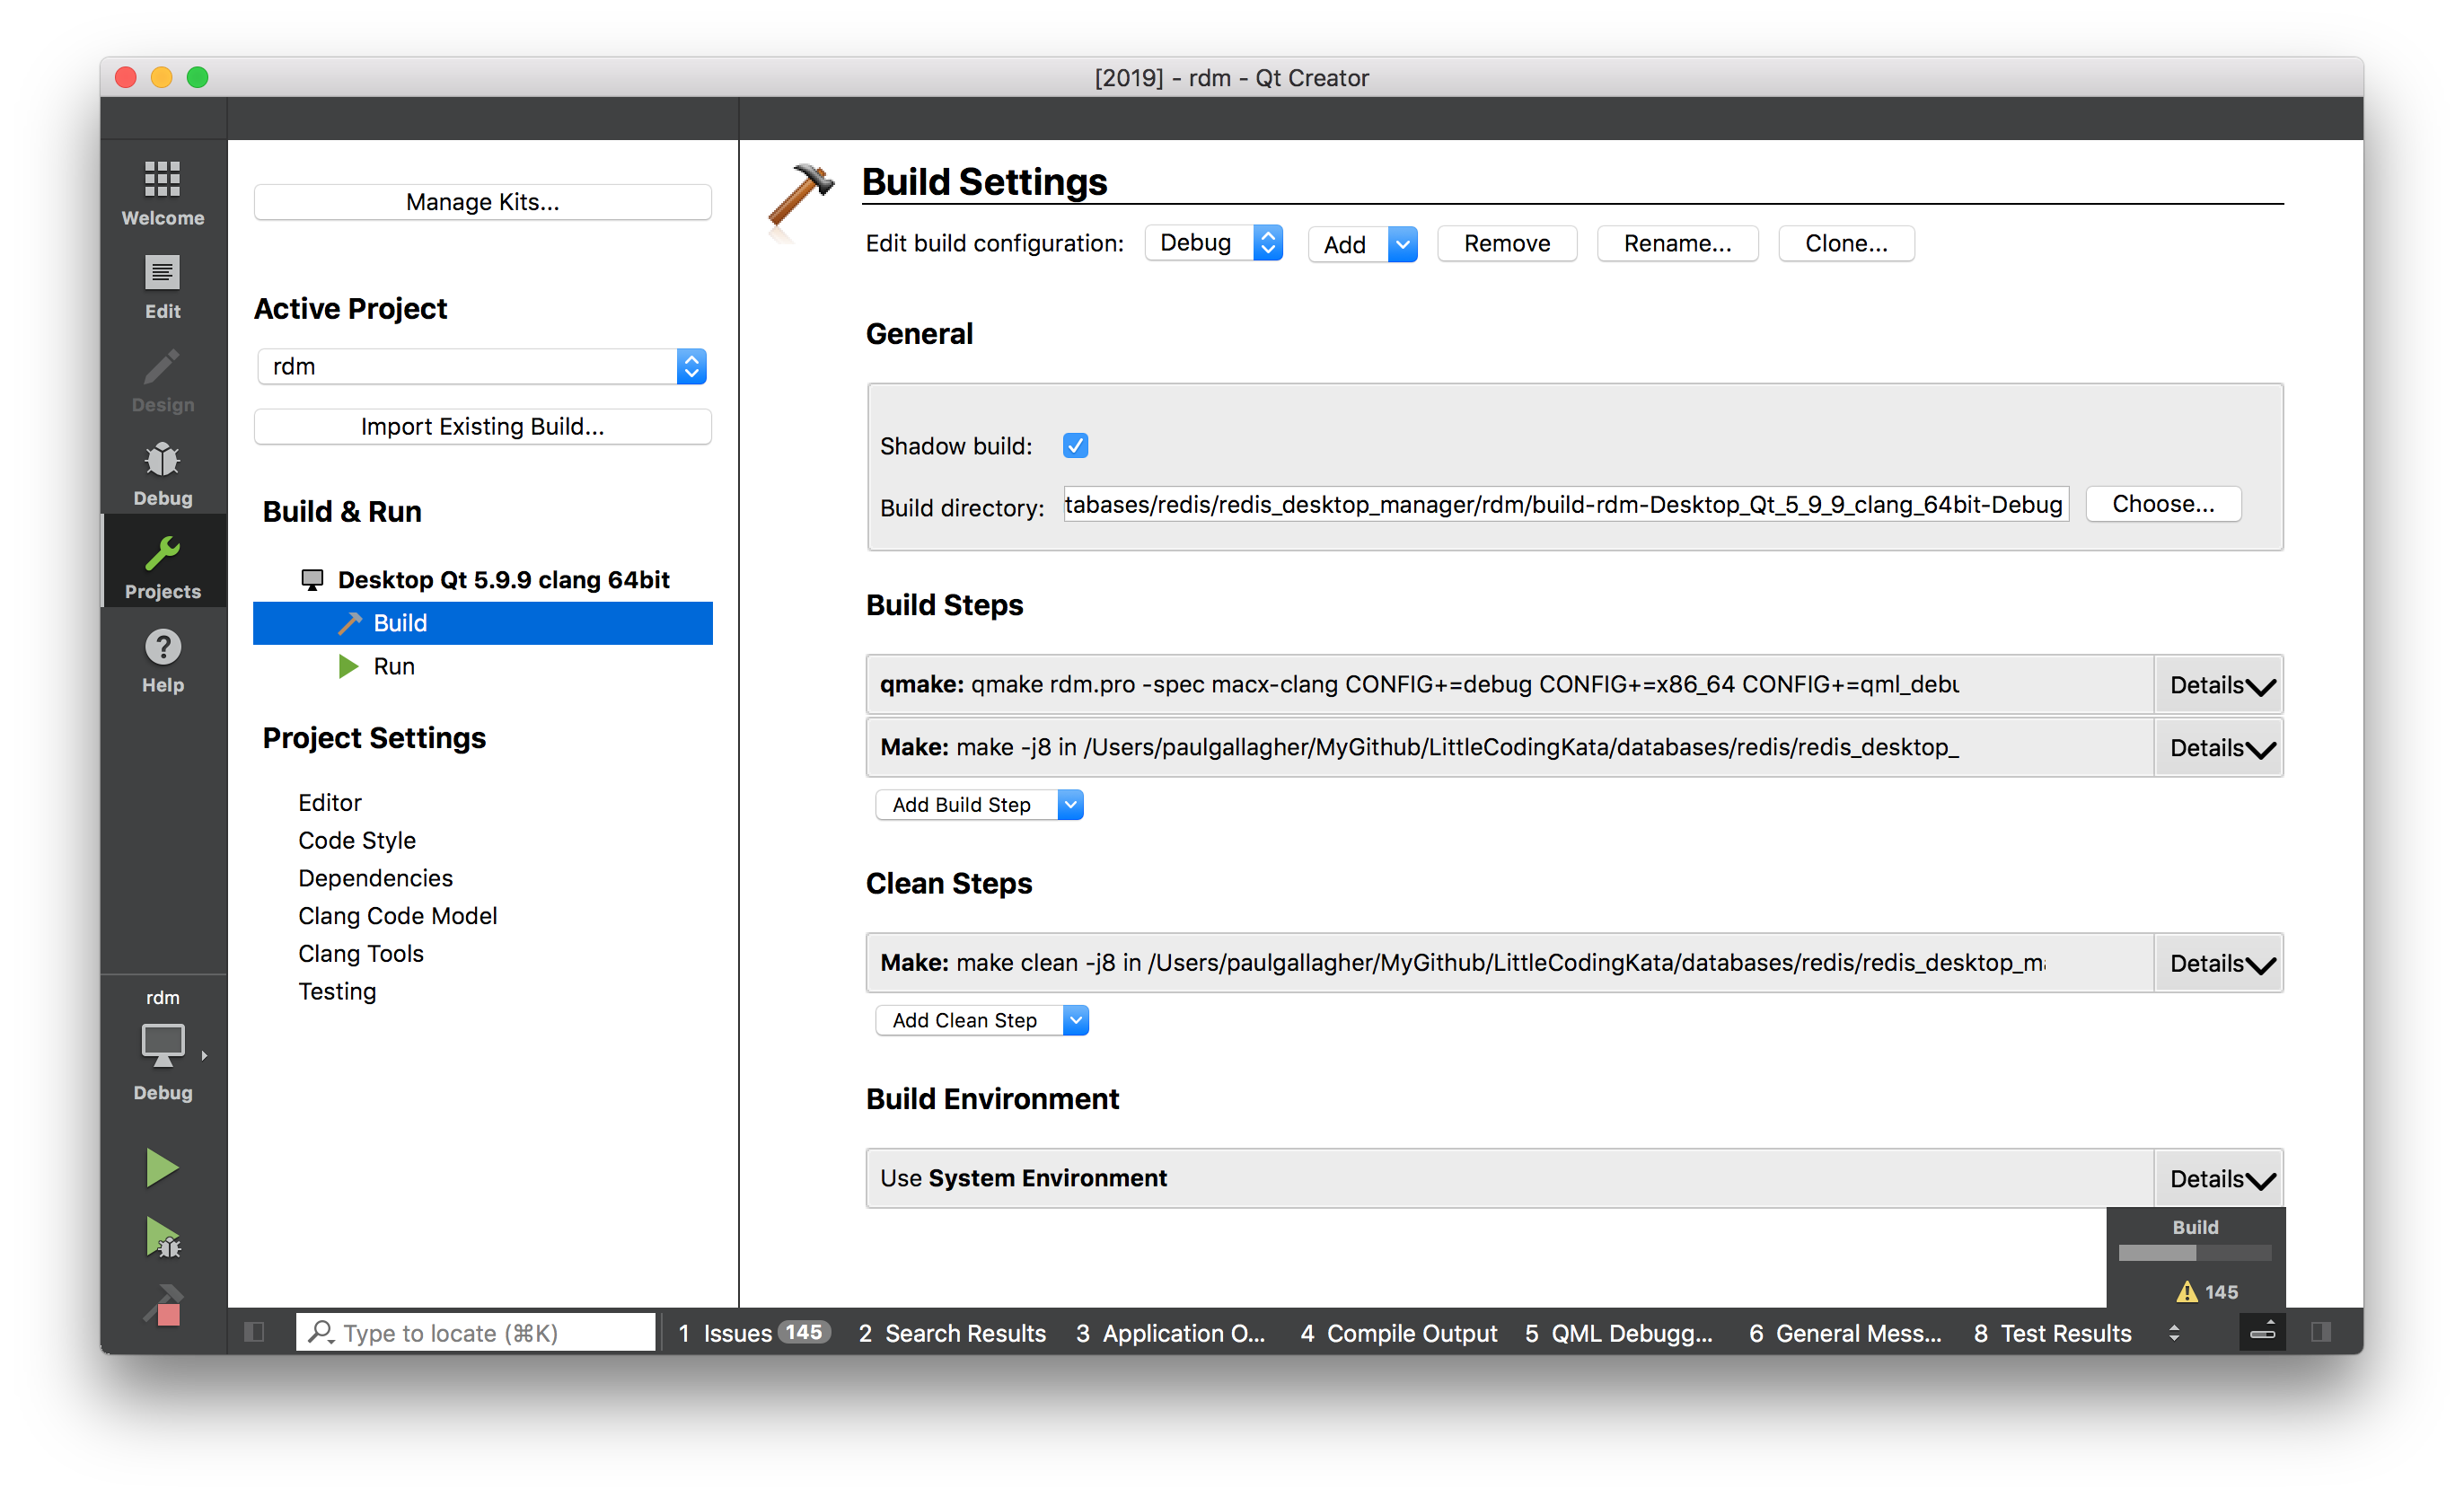 [2019] - rdm - Qt Creator
Welcome
Edit
Design
Debug
Projects
Help
rdm
Debug
Manage Kits...
Active Project
rdm
Import Existing Build...
Build & Run
Desktop Qt 5.9.9 clang 64bit
Build
Run
Project Settings
Editor
Code Style
Dependencies
Clang Code Model
Clang Tools
Testing
Build Settings
Edit build configuration: Debug Add Remove Rename... Clone...
General
Shadow build:
Build directory: tabases/redis/redis_desktop_manager/rdm/build-rdm-Desktop_Qt_5_9_9_clang_64bit-Debug Choose...
Build Steps
qmake: qmake rdm.pro -spec macx-clang CONFIG+=debug CONFIG+=x86_64 CONFIG+=qml_debu Details
Make: make -j8 in /Users/paulgallagher/MyGithub/LittleCodingKata/databases/redis/redis_desktop_ Details
Add Build Step
Clean Steps
Make: make clean -j8 in /Users/paulgallagher/MyGithub/LittleCodingKata/databases/redis/redis_desktop_ma Details
Add Clean Step
Build Environment
Use System Environment Details
Build
145
Type to locate (⌘K) 1 Issues 145 2 Search Results 3 Application O... 4 Compile Output 5 QML Debugg... 6 General Mess... 8 Test Results